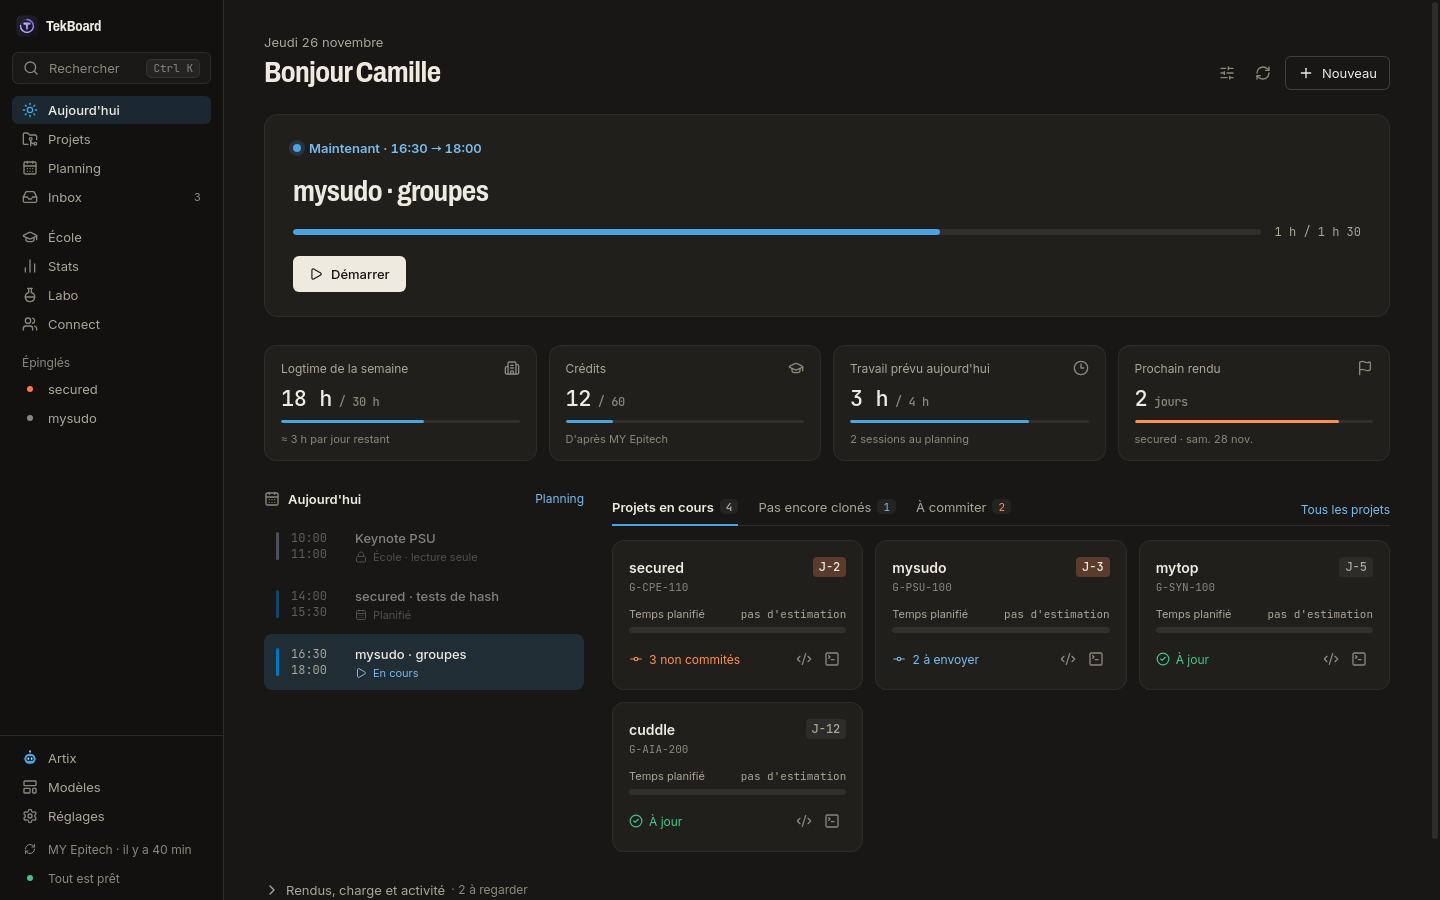 TekBoard
Rechercher
Ctrl K
Aujourd'hui
Projets
Planning
Inbox
3
École
Stats
Labo
Connect
Épinglés
secured
mysudo
Artix
Modèles
Réglages
MY Epitech · il y a 40 min
Tout est prêt
Jeudi 26 novembre
Bonjour Camille
Nouveau
Maintenant · 16:30 → 18:00
mysudo · groupes
1 h / 1 h 30
Démarrer
Logtime de la semaine
18 h / 30 h
≈ 3 h par jour restant
Crédits
12 / 60
D'après MY Epitech
Travail prévu aujourd'hui
3 h / 4 h
2 sessions au planning
Prochain rendu
2 jours
secured · sam. 28 nov.
Aujourd'hui
Planning
10:00
11:00
Keynote PSU
École · lecture seule
14:00
15:30
secured · tests de hash
Planifié
16:30
18:00
mysudo · groupes
En cours
Projets en cours 4
Pas encore clonés 1
À commiter 2
Tous les projets
secured
J-2
G-CPE-110
Temps planifié
pas d'estimation
3 non commités
mysudo
J-3
G-PSU-100
Temps planifié
pas d'estimation
2 à envoyer
mytop
J-5
G-SYN-100
Temps planifié
pas d'estimation
À jour
cuddle
J-12
G-AIA-200
Temps planifié
pas d'estimation
À jour
Rendus, charge et activité · 2 à regarder